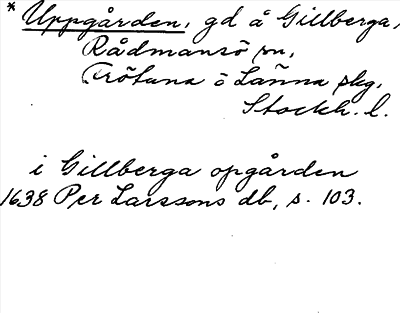 * Uppgården, gd å Gillberga,
Rådmansö sn,
Frötuna o Länna skg,
Stockh. l.
i Gillberga opgården
1638 Per Larssons db, s. 103.